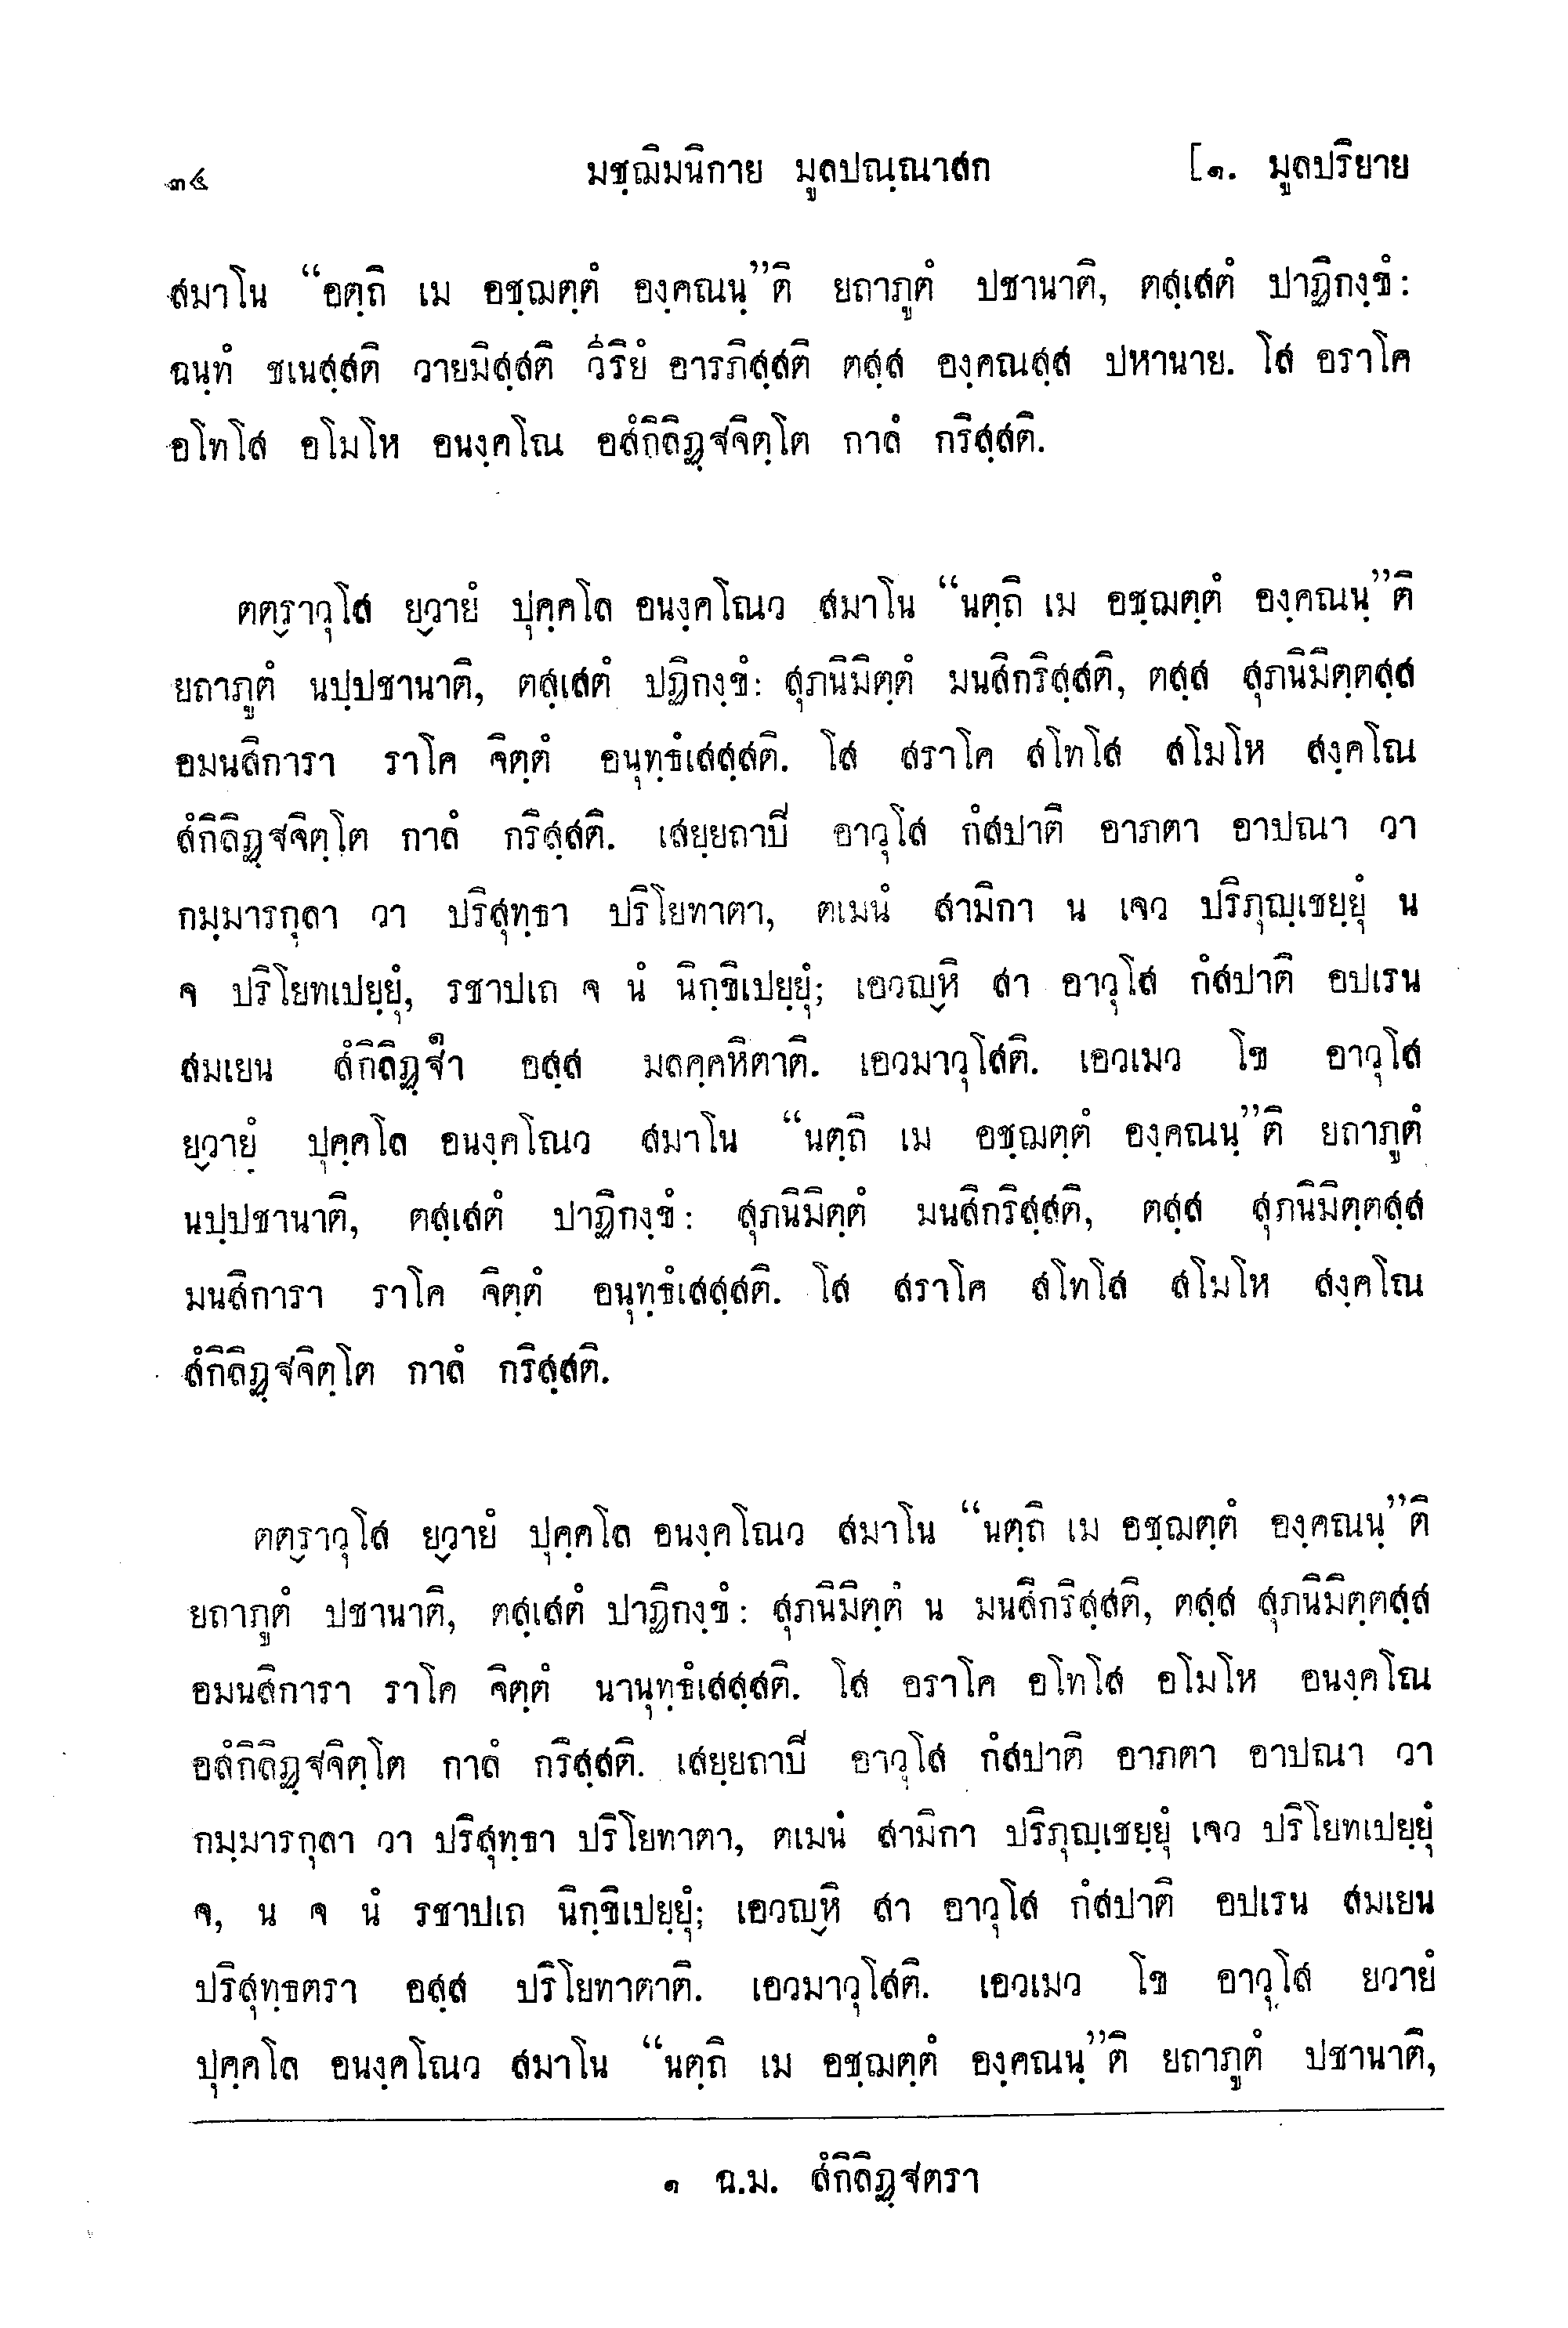 ๓๔ มชฺฌิมนิกาย มูลปณฺณาสก [๑. มูลปริยาย
สมาโน “อตฺถิ เม อชฺฌตฺตํ องฺคณนฺ”ติ ยถาภูตํ ปชานาติ, ตสฺเสตํ ปาฏิกงฺขํ:
ฉนฺทํ ชเนสฺสติ วายมิสฺสติ วีริยํ อารภิสฺสติ ตสฺส องฺคณสฺส ปหานาย. โส อราโค
อโทโส อโมโห อนงฺคโณ อสํกิลิฏฺฐจิตฺโต กาลํ กริสฺสติ.
ตตฺราวุโส ยฺวายํ ปุคฺคโล อนงฺคโณว สมาโน “นตฺถิ เม อชฺฌตฺตํ องฺคณนฺ”ติ
ยถาภูตํ นปฺปชานาติ, ตสฺเสตํ ปฏิกงฺขํ: สุภนิมิตฺตํ มนสิกริสฺสติ, ตสฺส สุภนิมิตฺตสฺส
อมนสิการา ราโค จิตฺตํ อนุทฺธํเสสฺสติ. โส สราโค สโทโส สโมโห สงฺคโณ
สํกิลิฏฺฐจิตฺโต กาลํ กริสฺสติ. เสยฺยถาปี อาวุโส กํสปาติ อาภตา อาปณา วา
กมฺมารกุลา วา ปริสุทฺธา ปริโยทาตา, ตเมนํ สามิกา น เจว ปริภุญฺเชยฺยุํ น
จ ปริโยทเปยฺยุํ, รชาปเถ จ นํ นิกฺขิเปยฺยุํ; เอวญฺหิ สา อาวุโส กํสปาติ อปเรน
สมเยน สํกิลิฏฺฐา๑ อสฺส มลคฺคหิตาติ. เอวมาวุโสติ. เอวเมว โข อาวุโส
ยฺวายํ ปุคฺคโล อนงฺคโณว สมาโน “นตฺถิ เม อชฺฌตฺตํ องฺคณนฺ”ติ ยถาภูตํ
นปฺปชานาติ, ตสฺเสตํ ปาฏิกงฺขํ: สุภนิมิตฺตํ มนสิกริสฺสติ, ตสฺส สุภนิมิตฺตสฺส
มนสิการา ราโค จิตฺตํ อนุทฺธํเสสฺสติ. โส สราโค สโทโส สโมโห สงฺคโณ
สํกิลิฏฺฐจิตฺโต กาลํ กริสฺสติ.
ตตฺราวุโส ยฺวายํ ปุคฺคโล อนงฺคโณว สมาโน “นตฺถิ เม อชฺฌตฺตํ องฺคณนฺ”ติ
ยถาภูตํ ปชานาติ, ตสฺเสตํ ปาฏิกงฺขํ: สุภนิมิตฺตํ น มนสิกริสฺสติ, ตสฺส สุภนิมิตฺตสฺส
อมนสิการา ราโค จิตฺตํ นานุทฺธํเสสฺสติ. โส อราโค อโทโส อโมโห อนงฺคโณ
อสํกิลิฏฺฐจิตฺโต กาลํ กริสฺสติ. เสยฺยถาปี อาวุโส กํสปาติ อาภตา อาปณา วา
กมฺมารกุลา วา ปริสุทฺธา ปริโยทาตา, ตเมนํ สามิกา ปริภุญฺเชยฺยุํ เจว ปริโยทเปยฺยุํ
จ, น จ นํ รชาปเถ นิกฺขิเปยฺยุํ; เอวญฺหิ สา อาวุโส กํสปาติ อปเรน สมเยน
ปริสุทฺธตรา อสฺส ปริโยทาตาติ. เอวมาวุโสติ. เอวเมว โข อาวุโส ยวายํ
ปุคฺคโล อนงฺคโณว สมาโน “นตฺถิ เม อชฺฌตฺตํ องฺคณนฺ”ติ ยถาภูตํ ปชานาติ,
๑ ฉ.ม. สํกิลิฏฺฐตรา